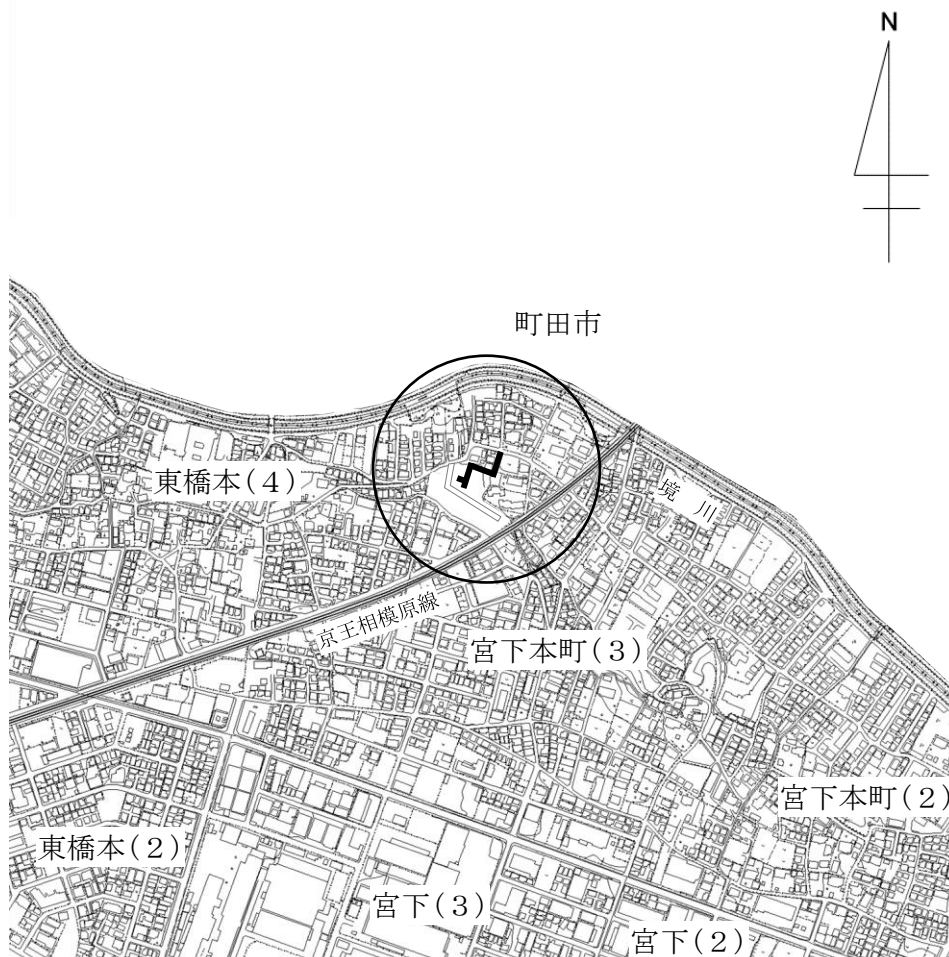 N
町田市
東橋本(4)
境川
京王相模原線
宮下本町(3)
宮下本町(2)
東橋本(2)
宮下(3)
宮下(2)